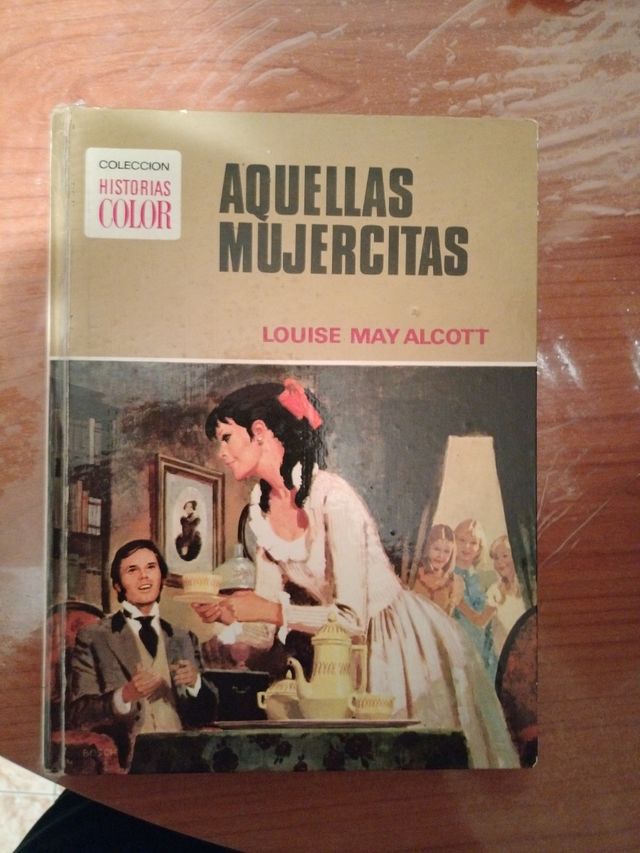 COLECCION
HISTORIAS
COLOR
AQUELLAS
MUJERCITAS
LOUISE MAY ALCOTT